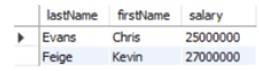 lastName firstName salary
Evans Chris 25000000
Feige Kevin 27000000